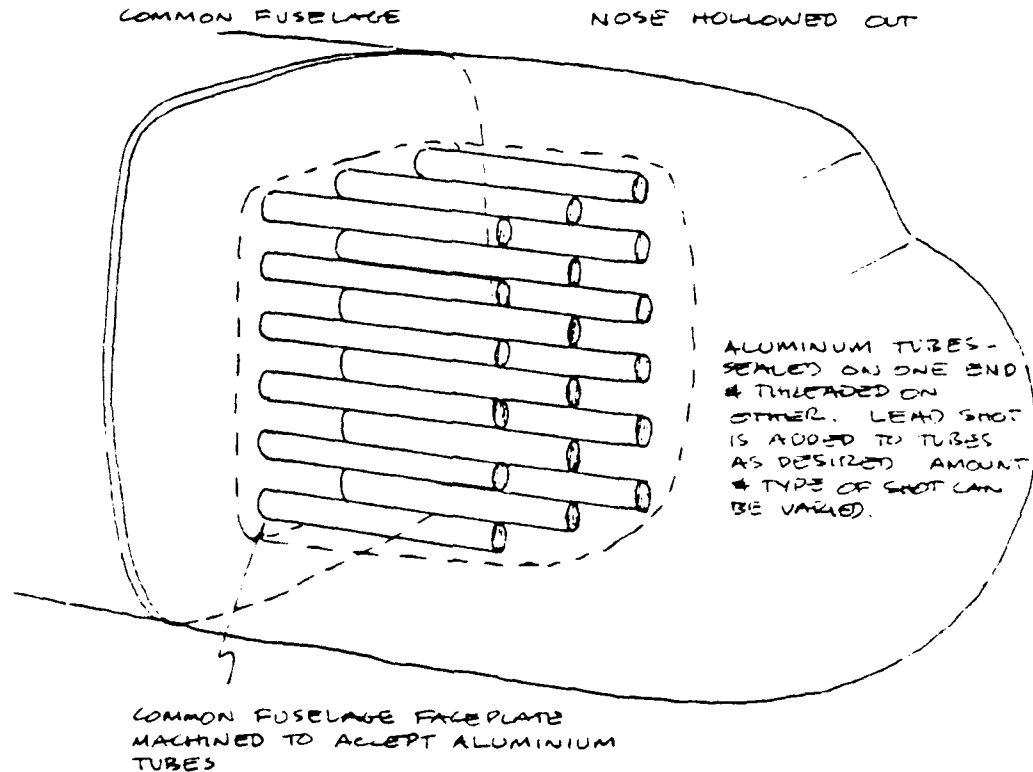 COMMON FUSELAGE
NOSE HOLLOWED OUT
ALUMINUM TUBES -
SEALED ON ONE END
& THREADED ON
OTHER. LEAD SHOT
IS ADDED TO TUBES
AS DESIRED AMOUNT
& TYPE OF SHOT CAN
BE VARIED.
COMMON FUSELAGE FACEPLATE
MACHINED TO ACCEPT ALUMINIUM
TUBES